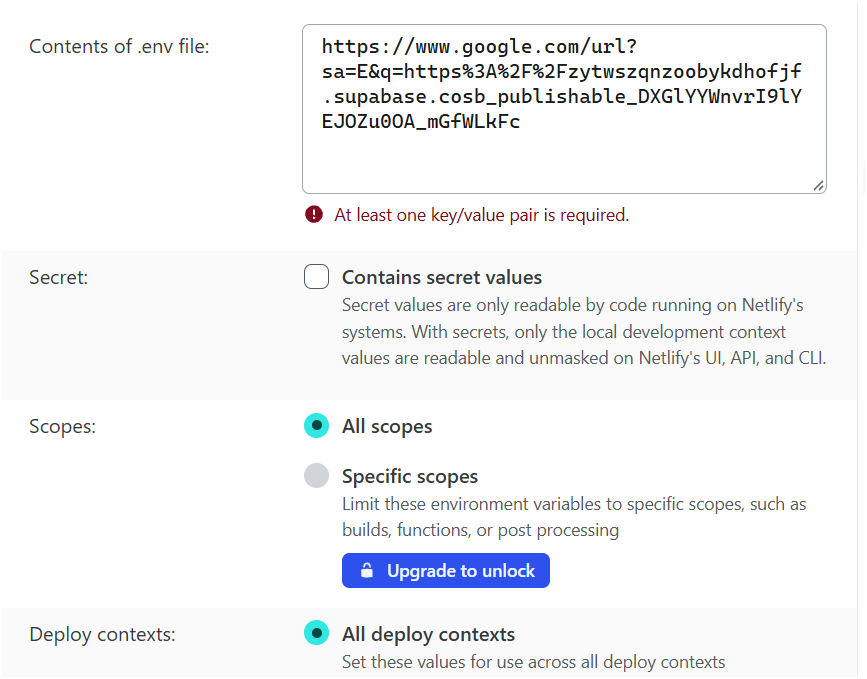 Contents of .env file:
https://www.google.com/url?
sa=E&q=https%3A%2F%2Fzytwszqnzoobykdhofjf
.supabase.cosb_publishable_DXGlYYWnvrI9lY
EJOZu0OA_mGfWLkFc
At least one key/value pair is required.
Secret:
Contains secret values
Secret values are only readable by code running on Netlify's
systems. With secrets, only the local development context
values are readable and unmasked on Netlify's UI, API, and CLI.
Scopes:
All scopes
Specific scopes
Limit these environment variables to specific scopes, such as
builds, functions, or post processing
Upgrade to unlock
Deploy contexts:
All deploy contexts
Set these values for use across all deploy contexts